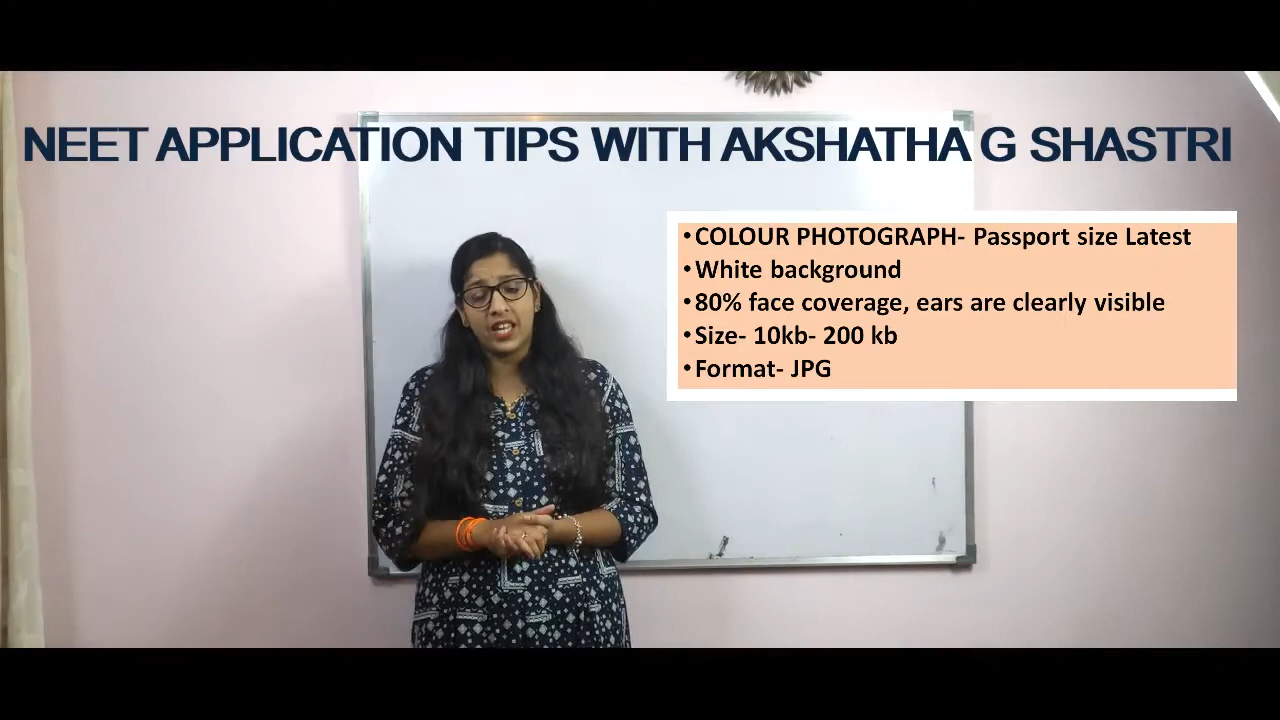 NEET APPLICATION TIPS WITH AKSHATHA G SHASTRI
•COLOUR PHOTOGRAPH- Passport size Latest
•White background
•80% face coverage, ears are clearly visible
•Size- 10kb- 200 kb
•Format- JPG